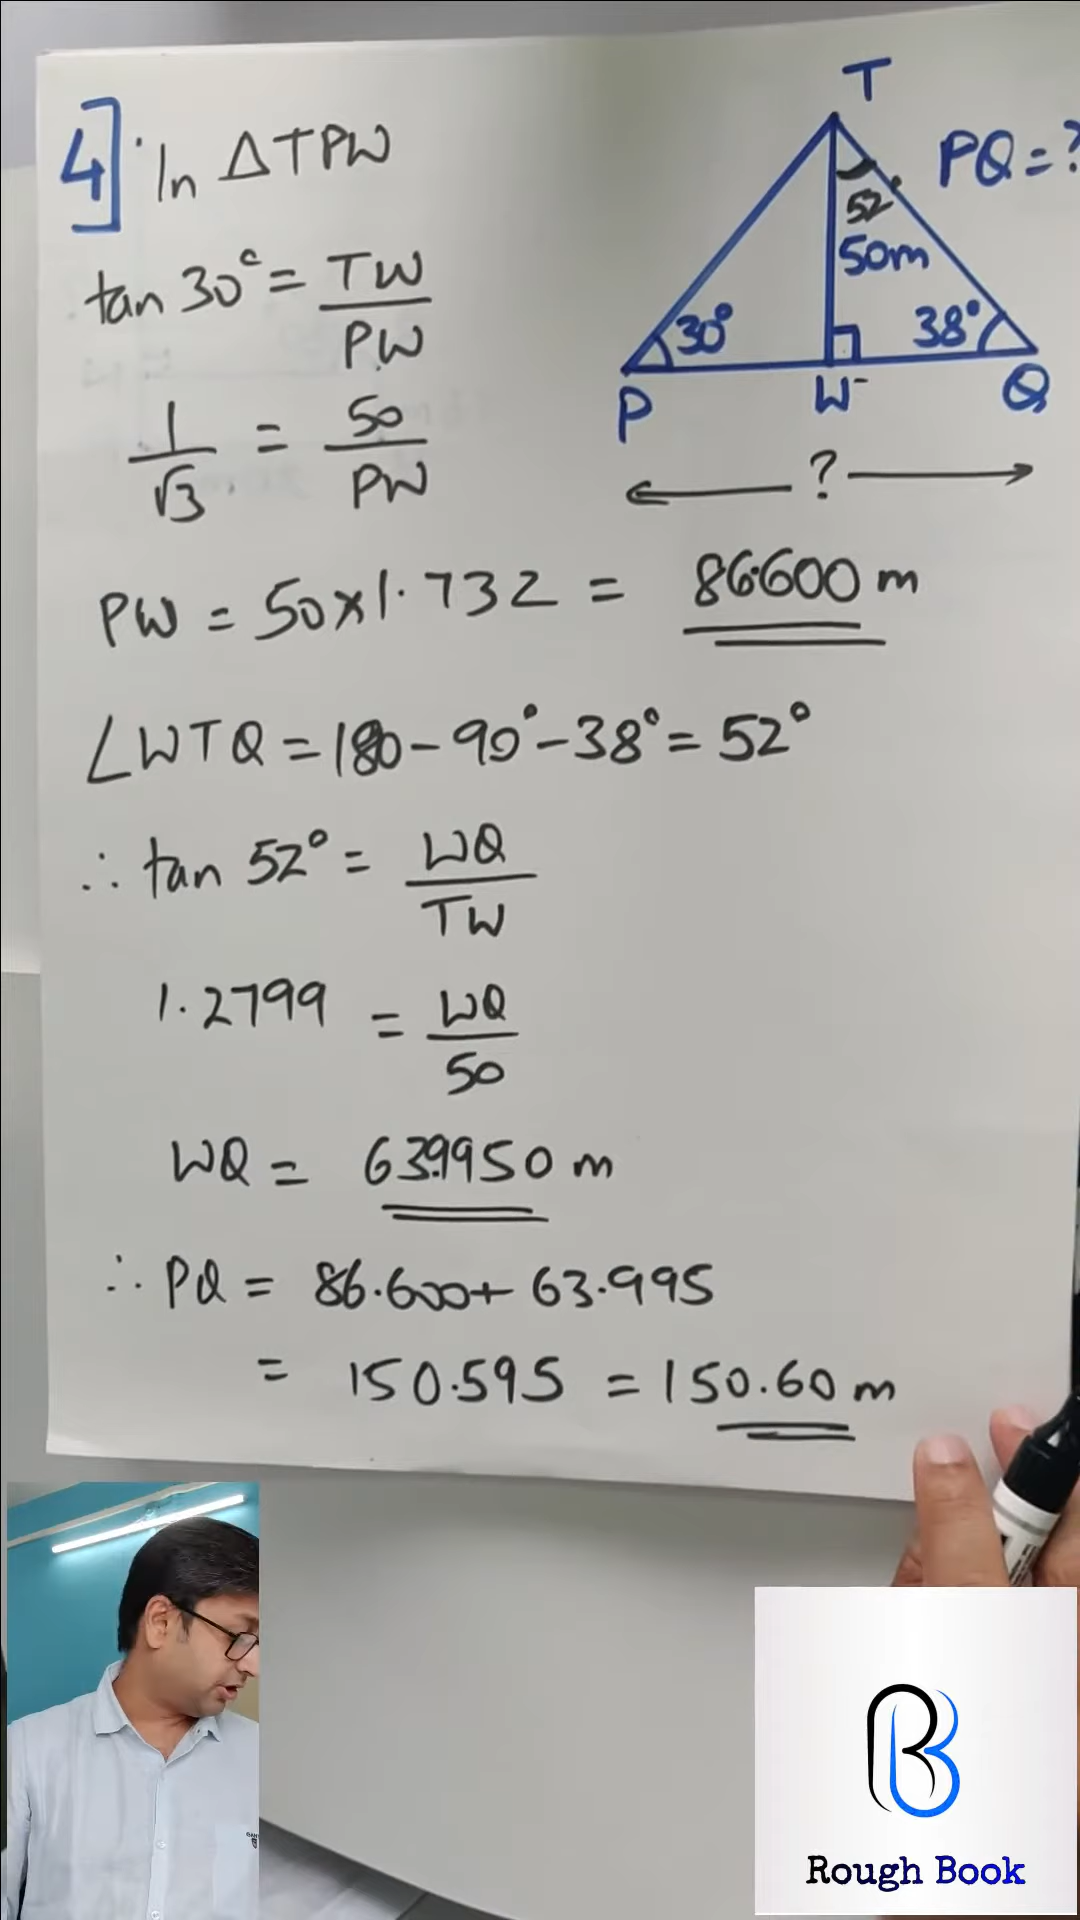 4] In ΔTPW
tan 30° = TW/PW
1/√3 = 50/PW
T
PQ=?
52°
50m
30°
38°
P
W
Q
?
PW = 50×1.732 = 86.600 m
∠WTQ = 180-90°-38° = 52°
∴ tan 52° = WQ/TW
1.2799 = WQ/50
WQ = 63.9950 m
∴ PQ = 86.600+ 63.995
= 150.595 = 150.60 m
Rough Book